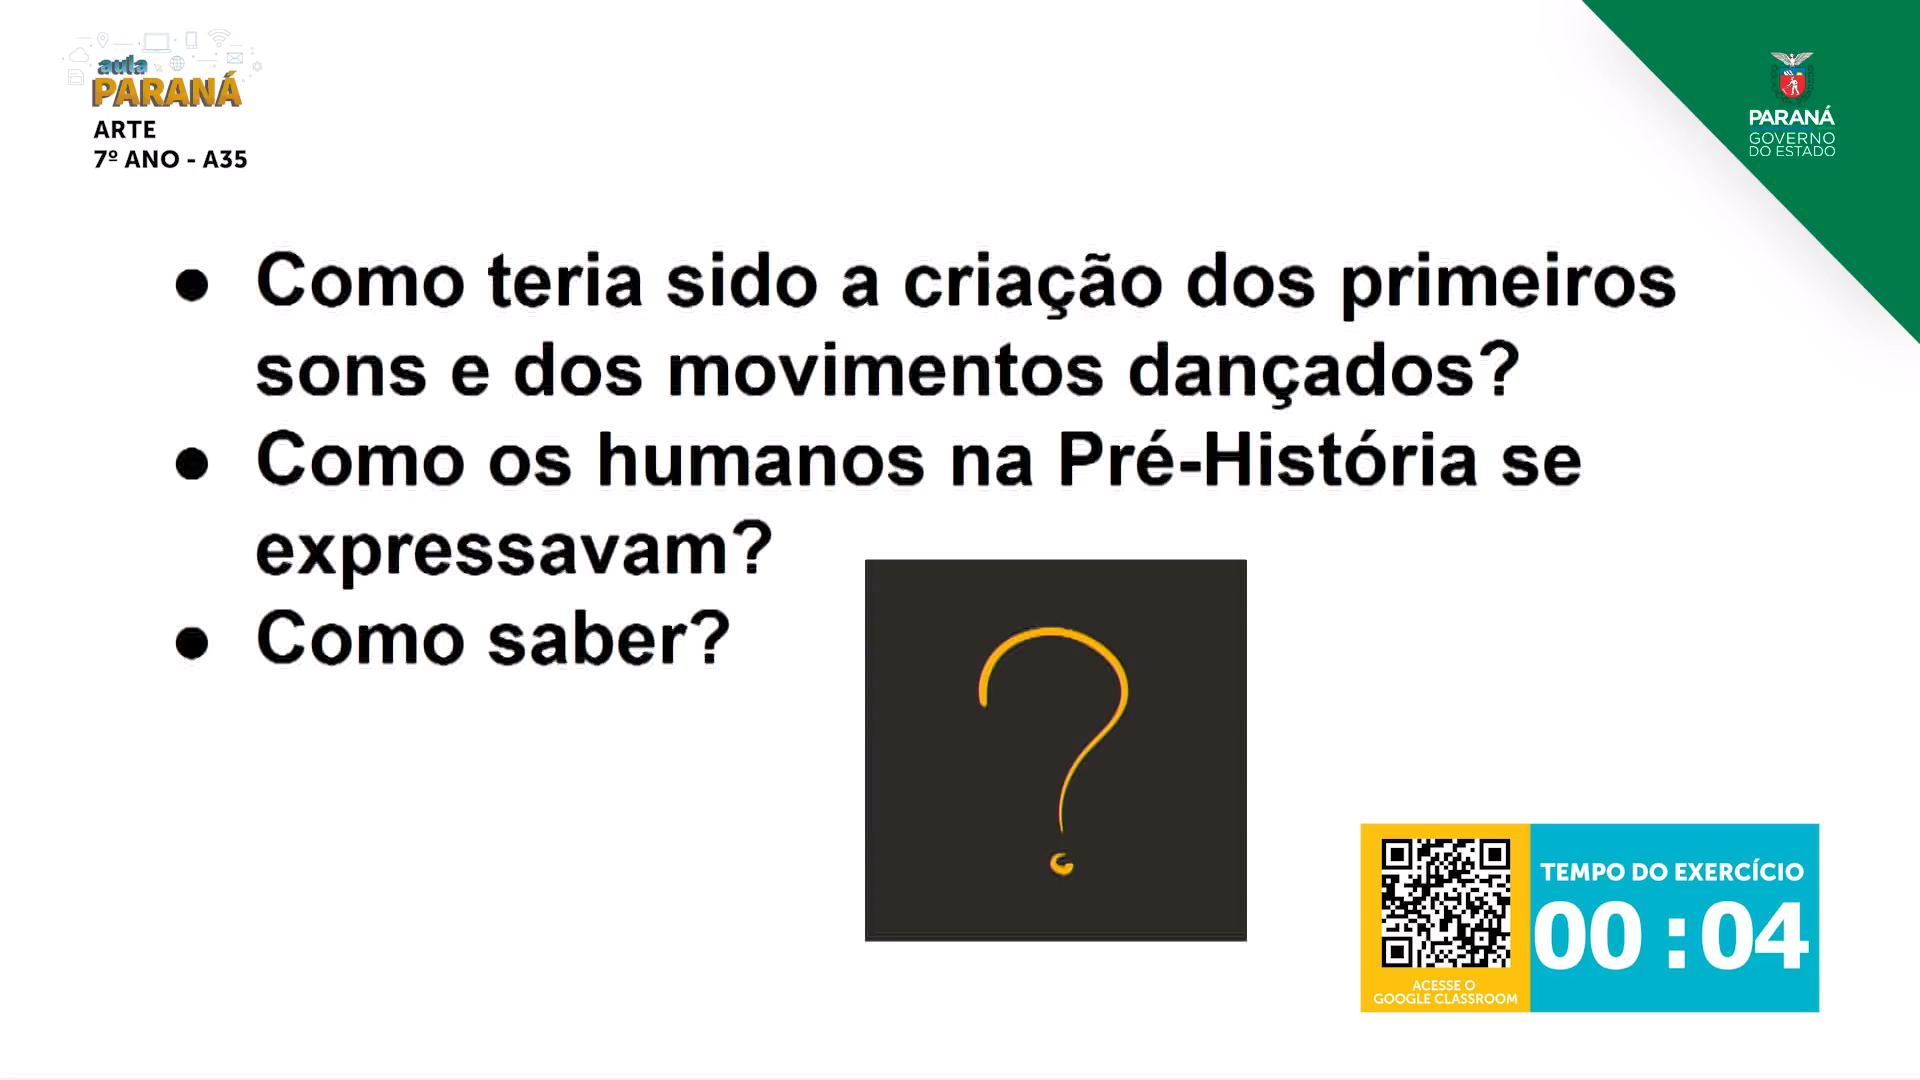 aula
PARANÁ
ARTE
7º ANO - A35
PARANÁ
GOVERNO
DO ESTADO
● Como teria sido a criação dos primeiros
sons e dos movimentos dançados?
● Como os humanos na Pré-História se
expressavam?
● Como saber?
?
TEMPO DO EXERCÍCIO
00:04
ACESSE O
GOOGLE CLASSROOM